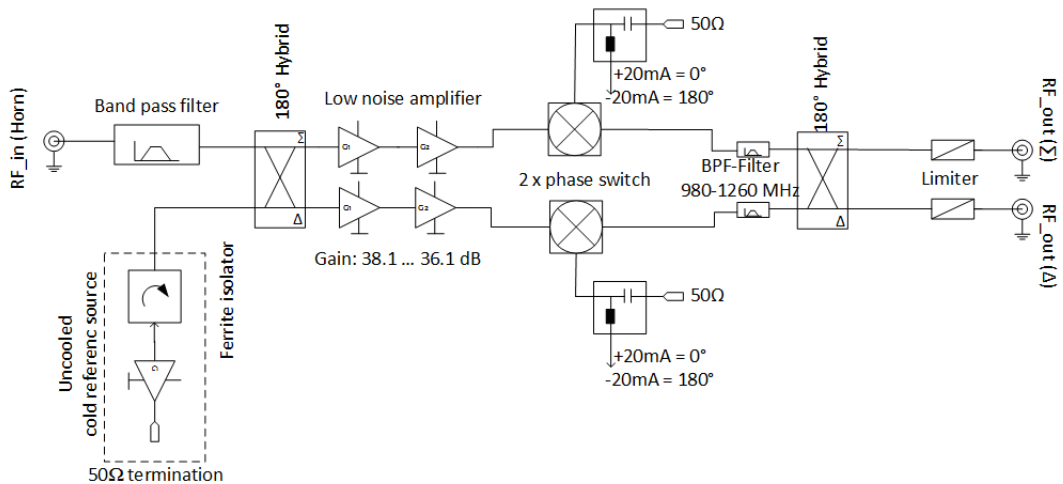 RF_in (Horn)
Band pass filter
180° Hybrid
Σ
Δ
Low noise amplifier
G1
G2
G1
G2
Gain: 38.1 ... 36.1 dB
50Ω
+20mA = 0°
-20mA = 180°
2 x phase switch
50Ω
+20mA = 0°
-20mA = 180°
BPF-Filter
980-1260 MHz
180° Hybrid
Σ
Δ
Limiter
RF_out (Σ)
RF_out (Δ)
Uncooled
cold referenc source
Ferrite isolator
G
50Ω termination